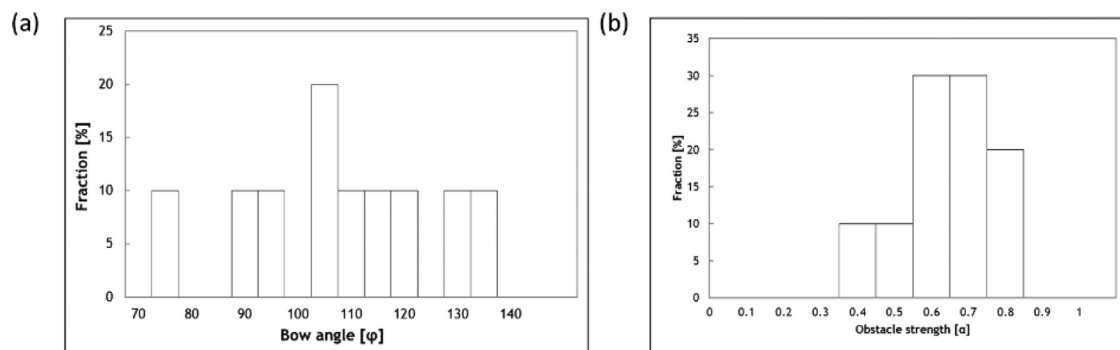 (a)
25
20
15
10
5
0
Fraction [%]
70 80 90 100 110 120 130 140
Bow angle [φ]
(b)
35
30
25
20
15
10
5
0
Fraction [%]
0 0.1 0.2 0.3 0.4 0.5 0.6 0.7 0.8 0.9 1
Obstacle strength [α]